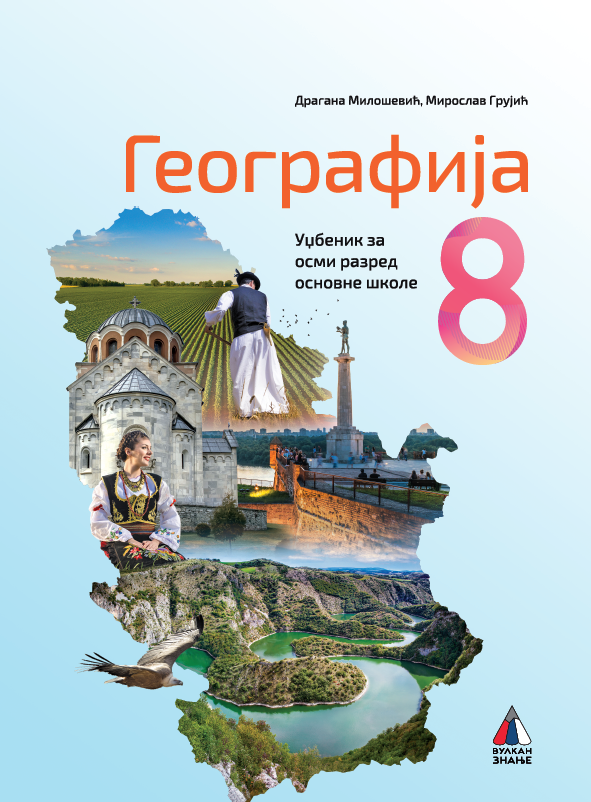 Драгана Милошевић, Мирослав Грујић
Географија
Уџбеник за
осми разред
основне школе
8
ВУЛКАН
ЗНАЊЕ